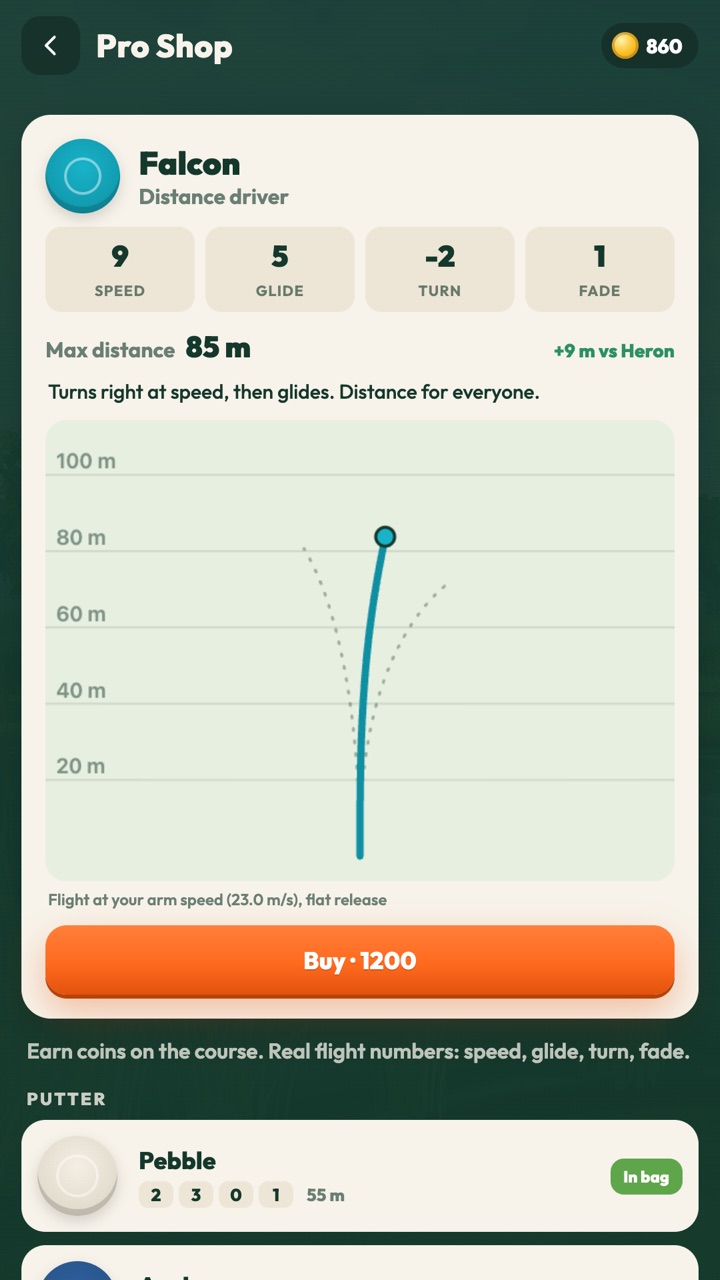 Pro Shop
860
Falcon
Distance driver
9 5 -2 1
SPEED GLIDE TURN FADE
Max distance 85 m +9 m vs Heron
Turns right at speed, then glides. Distance for everyone.
100 m
80 m
60 m
40 m
20 m
Flight at your arm speed (23.0 m/s), flat release
Buy · 1200
Earn coins on the course. Real flight numbers: speed, glide, turn, fade.
PUTTER
Pebble
2 3 0 1 55 m
In bag